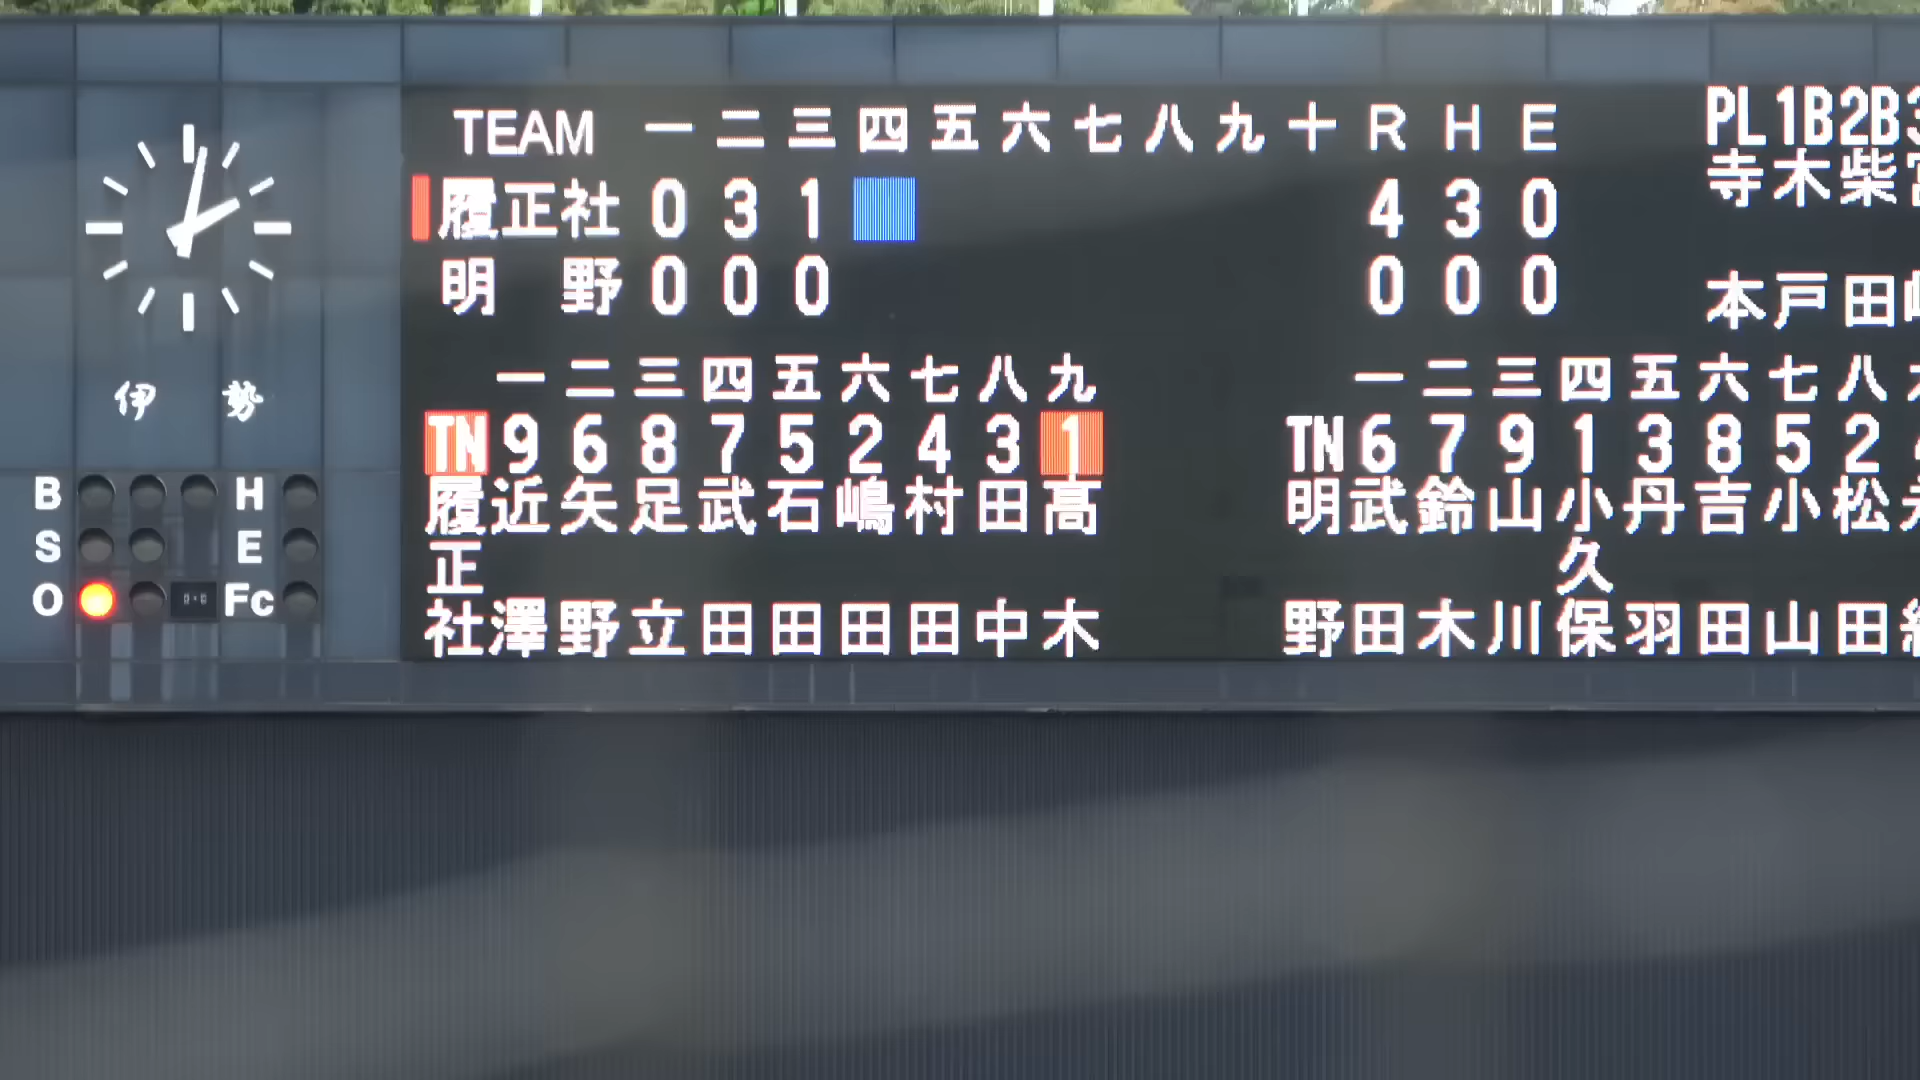 TEAM 一 二 三 四 五 六 七 八 九 十 R H E
履正社 0 3 1 4 3 0
明 野 0 0 0 0 0 0
PL 1B 2B
寺 木 柴
本 戸 田
伊 勢
一 二 三 四 五 六 七 八 九
TN 9 6 8 7 5 2 4 3 1
履 近 矢 足 武 石 嶋 村 田 高
正
社 澤 野 立 田 田 田 田 中 木
一 二 三 四 五 六 七 八
TN 6 7 9 1 3 8 5 2
明 武 鈴 山 小 丹 吉 小 松
久
野 田 木 川 保 羽 田 山 田
B H
S E
O Fc